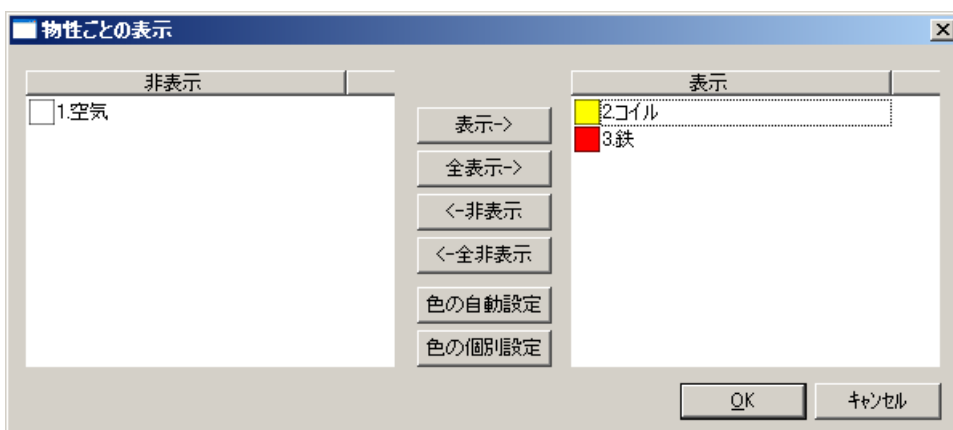 物性ごとの表示
非表示
表示
1.空気
2.コイル
3.鉄
表示->
全表示->
<-非表示
<-全非表示
色の自動設定
色の個別設定
OK
キャンセル